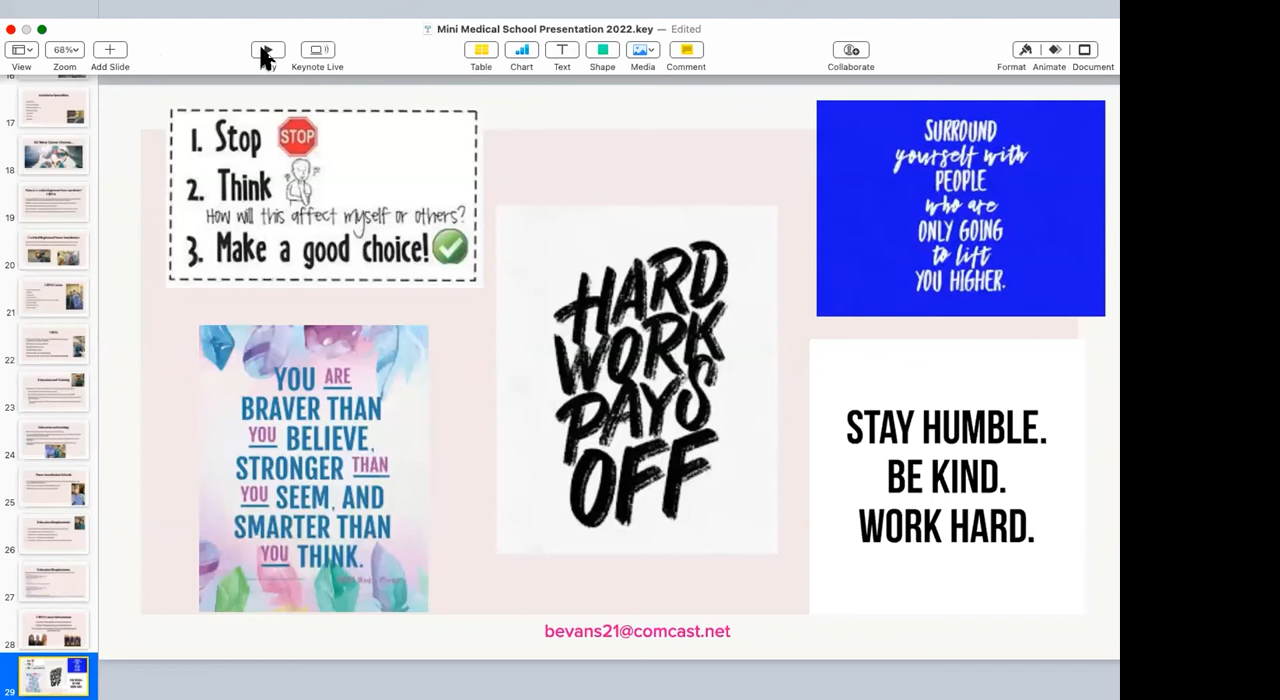 Mini Medical School Presentation 2022.key — Edited
68%
View
Zoom
Add Slide
Play
Keynote Live
Table
Chart
Text
Shape
Media
Comment
Collaborate
Format
Animate
Document
17
18
19
20
21
22
23
24
25
26
27
28
29
1. Stop
STOP
2. Think
How will this affect myself or others?
3. Make a good choice!
YOU ARE
BRAVER THAN
YOU BELIEVE,
STRONGER THAN
YOU SEEM, AND
SMARTER THAN
YOU THINK.
HARD
WORK
PAYS
OFF
SURROUND
yourself with
PEOPLE
who are
ONLY GOING
to lift
YOU HIGHER.
STAY HUMBLE.
BE KIND.
WORK HARD.
bevans21@comcast.net